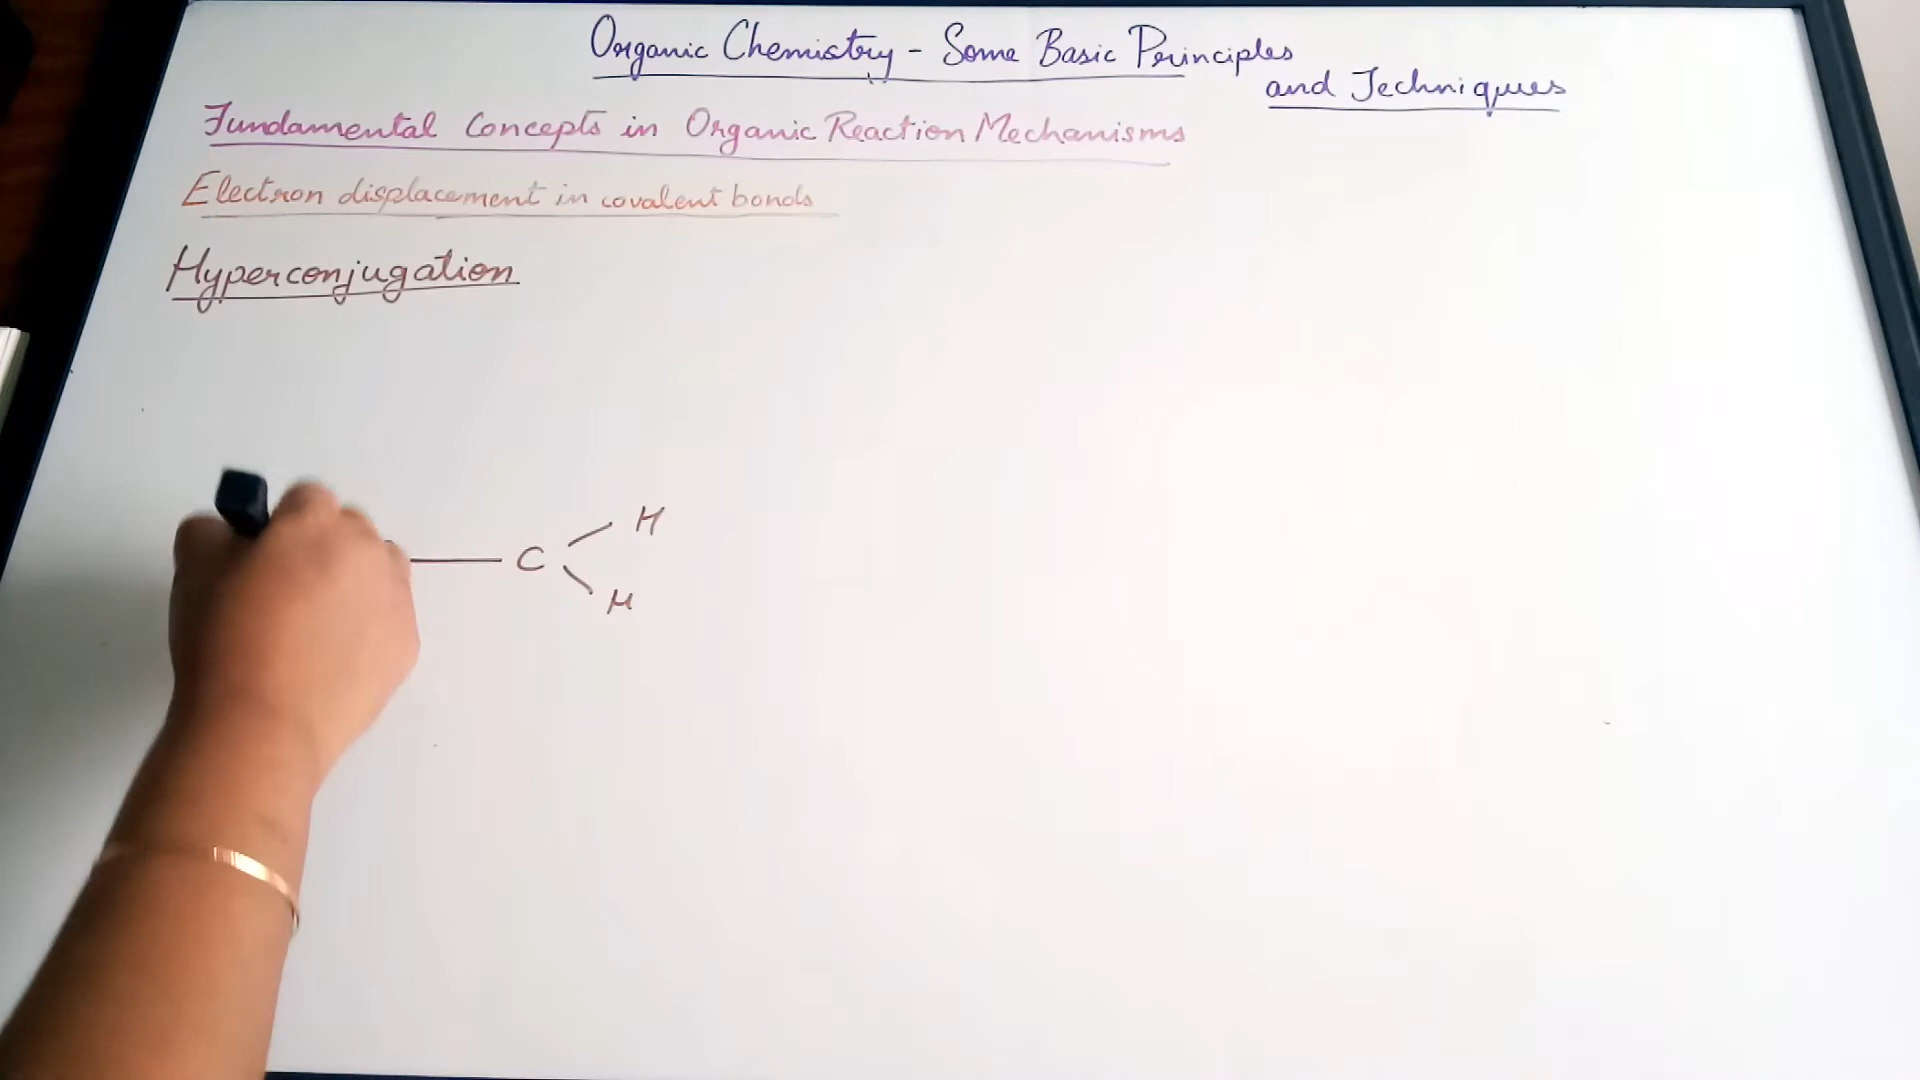 Organic Chemistry - Some Basic Principles
and Techniques
Fundamental Concepts in Organic Reaction Mechanisms
Electron displacement in covalent bonds
Hyperconjugation
H
C
H